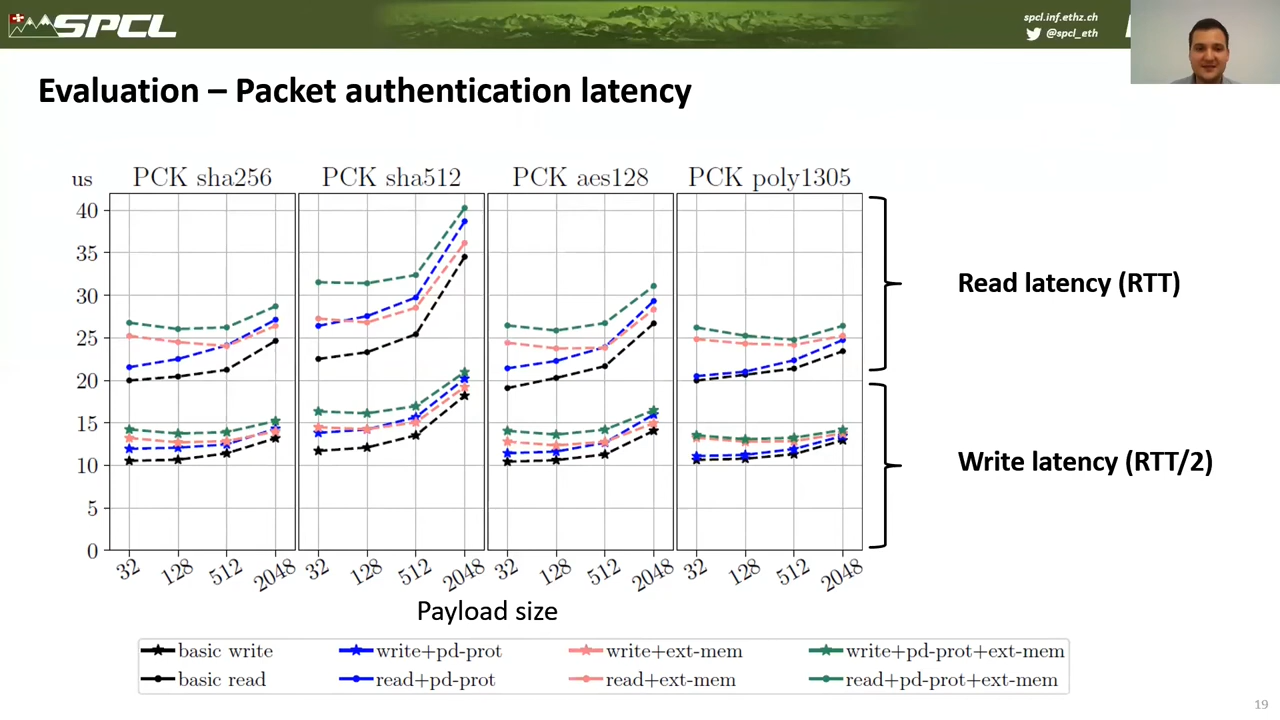 SPCL
spcl.inf.ethz.ch
@spcl_eth
Evaluation – Packet authentication latency
us
PCK sha256
PCK sha512
PCK aes128
PCK poly1305
40
35
30
25
20
15
10
5
0
32 128 512 2048
32 128 512 2048
32 128 512 2048
32 128 512 2048
Read latency (RTT)
Write latency (RTT/2)
Payload size
basic write
write+pd-prot
write+ext-mem
write+pd-prot+ext-mem
basic read
read+pd-prot
read+ext-mem
read+pd-prot+ext-mem
19